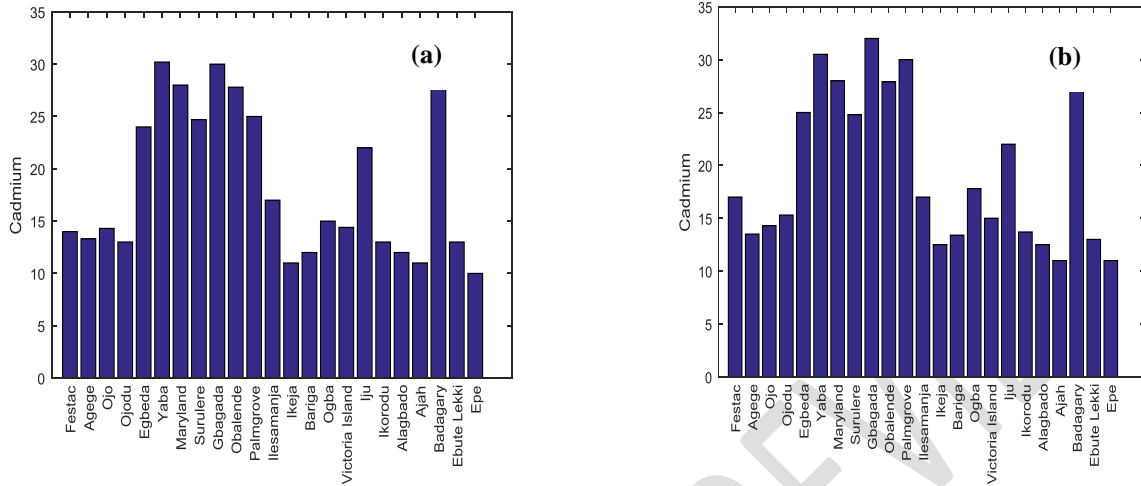 35
30
25
20
15
10
5
0
Cadmium
(a)
Festac
Agege
Ojo
Ojodu
Egbeda
Yaba
Maryland
Surulere
Gbagada
Obalende
Palmgrove
Ilesamanja
Ikeja
Bariga
Ogba
Victoria Island
Iju
Ikorodu
Alagbado
Ajah
Badagary
Ebute Lekki
Epe
35
30
25
20
15
10
5
0
Cadmium
(b)
Festac
Agege
Ojo
Ojodu
Egbeda
Yaba
Maryland
Surulere
Gbagada
Obalende
Palmgrove
Ilesamanja
Ikeja
Bariga
Ogba
Victoria Island
Iju
Ikorodu
Alagbado
Ajah
Badagary
Ebute Lekki
Epe